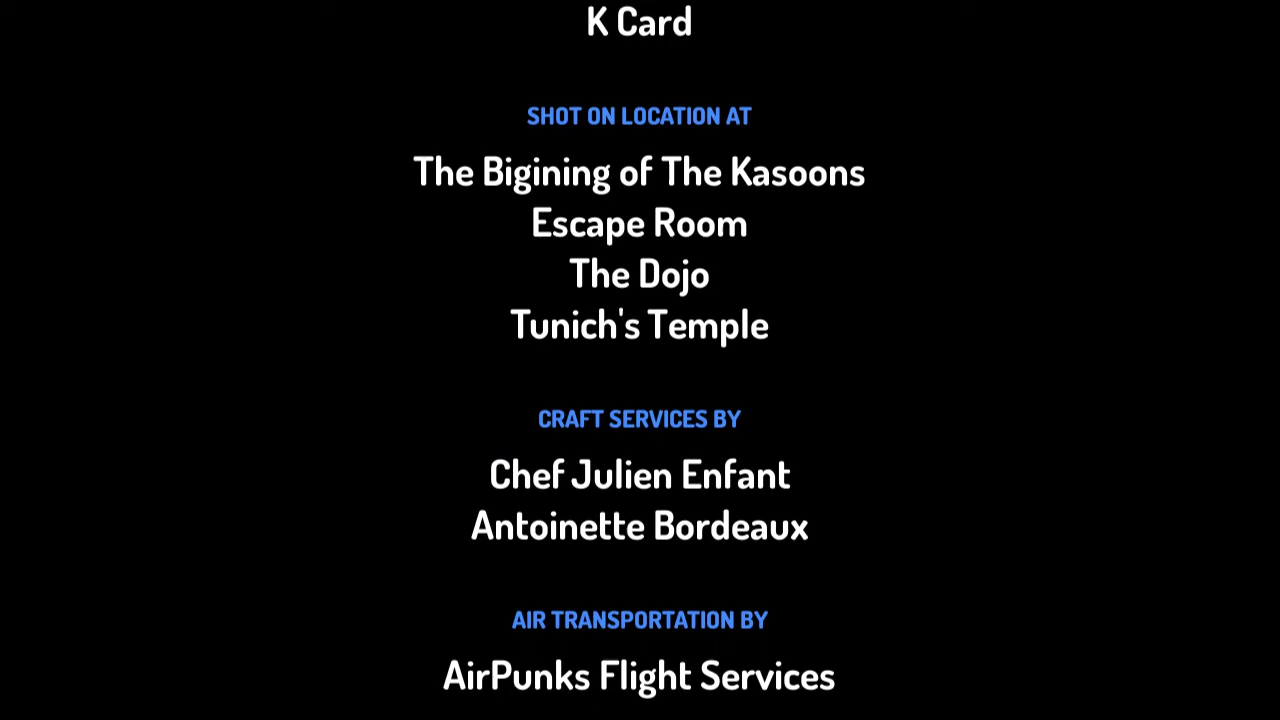 K Card
SHOT ON LOCATION AT
The Bigining of The Kasoons
Escape Room
The Dojo
Tunich's Temple
CRAFT SERVICES BY
Chef Julien Enfant
Antoinette Bordeaux
AIR TRANSPORTATION BY
AirPunks Flight Services